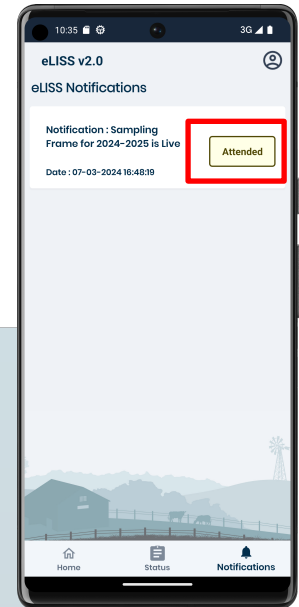 10:35 3G
eLISS v2.0
eLISS Notifications
Notification : Sampling
Frame for 2024-2025 is Live
Attended
Date : 07-03-2024 16:48:19
Home Status Notifications